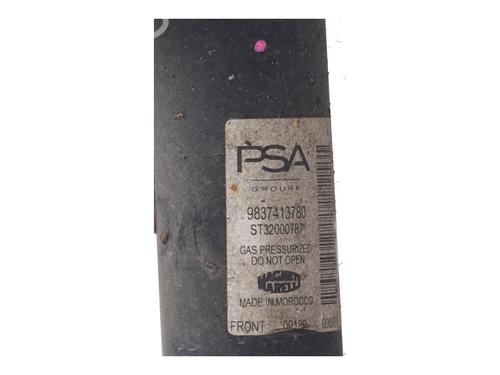 PSA
GROUPE
9837413780
ST32000787
GAS PRESSURIZED
DO NOT OPEN
MAGNETI
MARELLI
MADE IN MOROCCO
FRONT